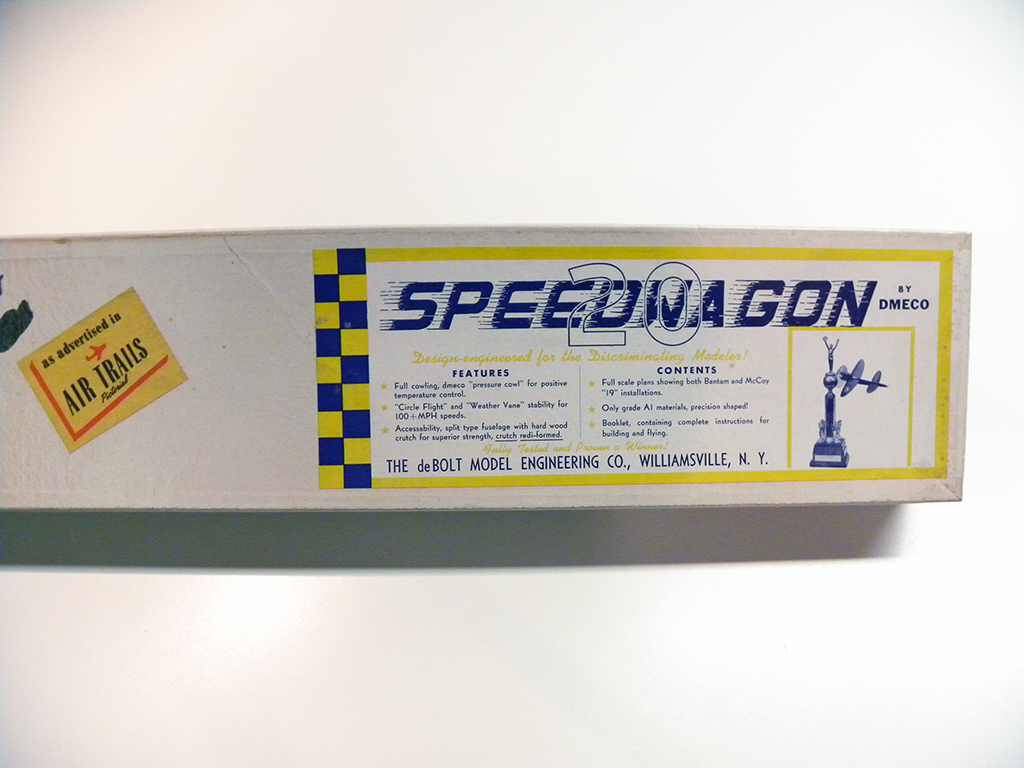 as advertised in
AIR TRAILS
Pictorial
SPEEDWAGON
20
BY
DMECO
Design-engineered for the Discriminating Modeler!
FEATURES
Full cowling, dmeco "pressure cowl" for positive
temperature control.
"Circle Flight" and "Weather Vane" stability for
100+MPH speeds.
Accessability, split type fuselage with hard wood
crutch for superior strength, crutch redi-formed.
CONTENTS
Full scale plans showing both Bantam and McCoy
"19" installations.
Only grade A1 materials, precision shaped!
Booklet, containing complete instructions for
building and flying.
Fully Tested and Proven a Winner!
THE deBOLT MODEL ENGINEERING CO., WILLIAMSVILLE, N. Y.